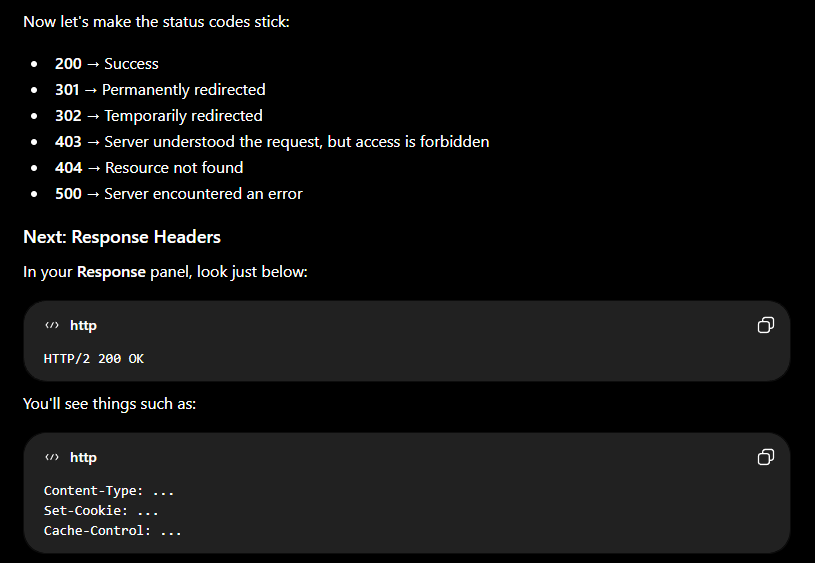 Now let's make the status codes stick:
• 200 → Success
• 301 → Permanently redirected
• 302 → Temporarily redirected
• 403 → Server understood the request, but access is forbidden
• 404 → Resource not found
• 500 → Server encountered an error
Next: Response Headers
In your Response panel, look just below:
http
HTTP/2 200 OK
You'll see things such as:
http
Content-Type: ...
Set-Cookie: ...
Cache-Control: ...